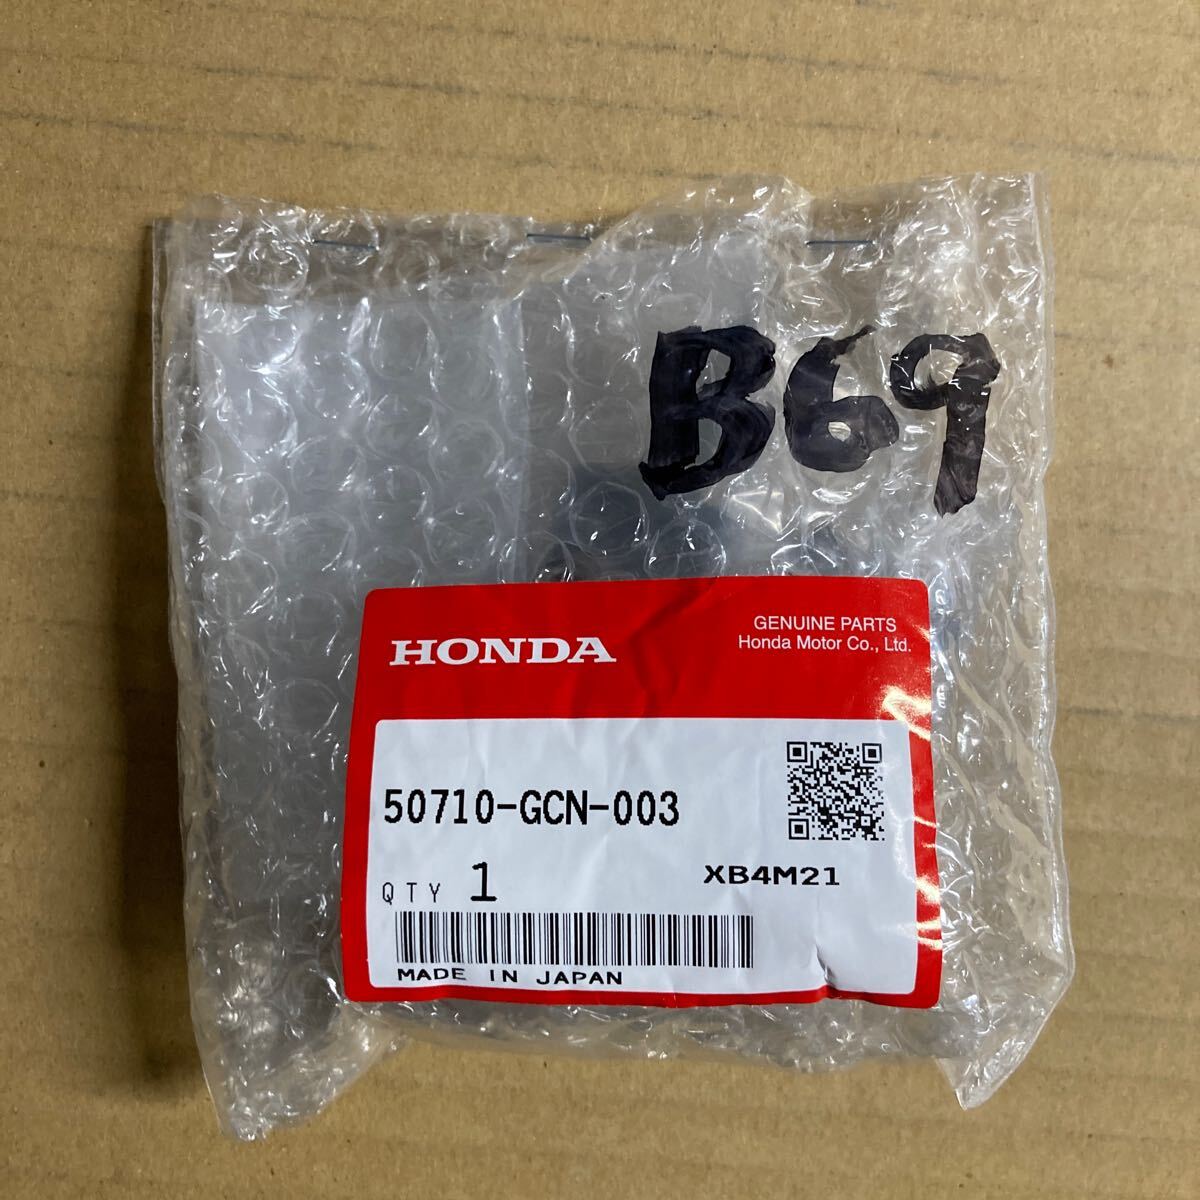 B69
HONDA
GENUINE PARTS
Honda Motor Co., Ltd.
50710-GCN-003
QTY 1
XB4M21
MADE IN JAPAN